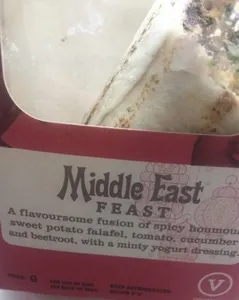 Middle East
FEAST
A flavoursome fusion of spicy houmous
sweet potato falafel, tomato, cucumber
and beetroot, with a minty yogurt dressing.
G
V